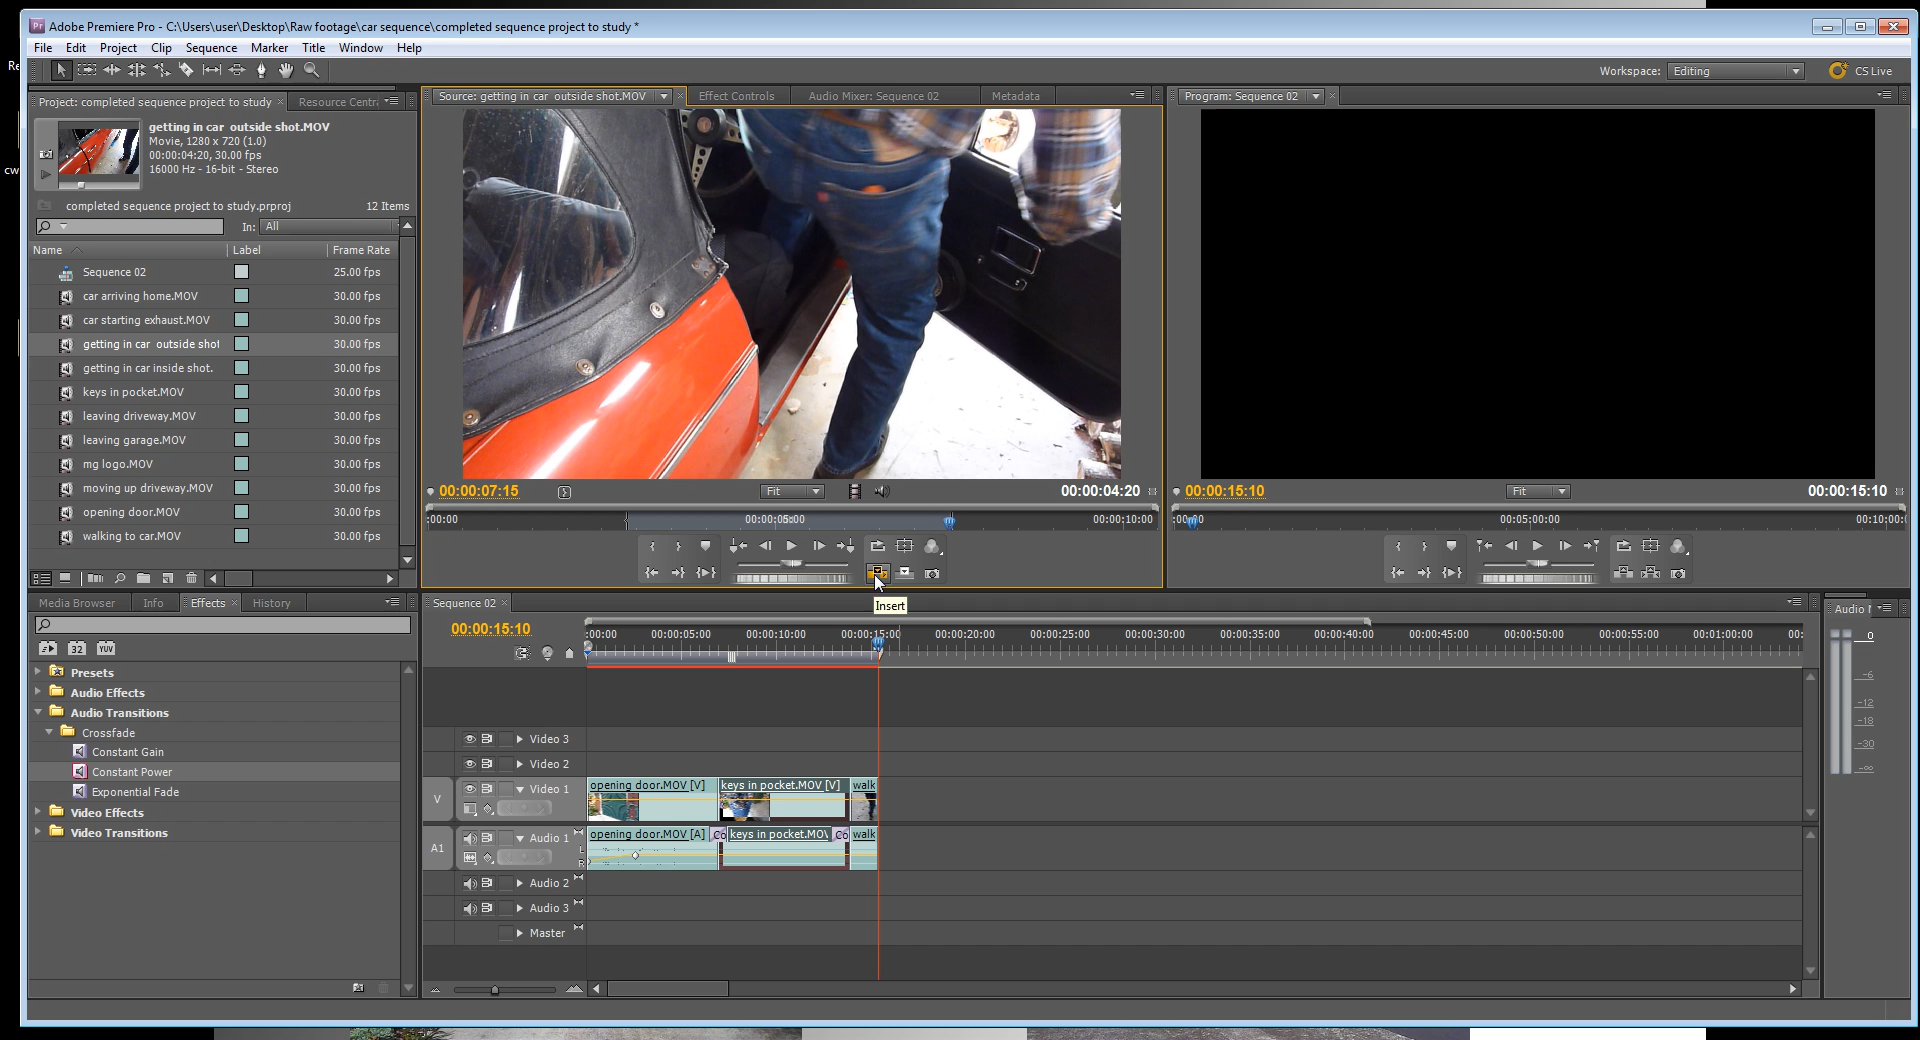 Adobe Premiere Pro - C:\Users\user\Desktop\Raw footage\car sequence\completed sequence project to study *
File Edit Project Clip Sequence Marker Title Window Help
Workspace: Editing CS Live
Project: completed sequence project to study Resource Centr
getting in car outside shot.MOV
Movie, 1280 x 720 (1.0)
00:00:04:20, 30.00 fps
16000 Hz - 16-bit - Stereo
completed sequence project to study.prproj 12 Items
In: All
Name Label Frame Rate
Sequence 02 25.00 fps
car arriving home.MOV 30.00 fps
car starting exhaust.MOV 30.00 fps
getting in car outside shot 30.00 fps
getting in car inside shot. 30.00 fps
keys in pocket.MOV 30.00 fps
leaving driveway.MOV 30.00 fps
leaving garage.MOV 30.00 fps
mg logo.MOV 30.00 fps
moving up driveway.MOV 30.00 fps
opening door.MOV 30.00 fps
walking to car.MOV 30.00 fps
Source: getting in car outside shot.MOV Effect Controls Audio Mixer: Sequence 02 Metadata
00:00:07:15 Fit 00:00:04:20
:00:00 00:00:05:00 00:00:10:00
Insert
Program: Sequence 02
00:00:15:10 Fit 00:00:15:10
00:05:00:00 00:10:00:
Media Browser Info Effects History
32 YUV
Presets
Audio Effects
Audio Transitions
Crossfade
Constant Gain
Constant Power
Exponential Fade
Video Effects
Video Transitions
Sequence 02
00:00:15:10
:00:00 00:00:05:00 00:00:10:00 00:00:15:00 00:00:20:00 00:00:25:00 00:00:30:00 00:00:35:00 00:00:40:00 00:00:45:00 00:00:50:00 00:00:55:00 00:01:00:00 00:
Video 3
Video 2
V Video 1 opening door.MOV [V] keys in pocket.MOV [V] walk
A1 Audio 1 L R opening door.MOV [A] Co keys in pocket.MOV Co walk
Audio 2
Audio 3
Master
Audio
0
-6
-12
-18
-30
-∞